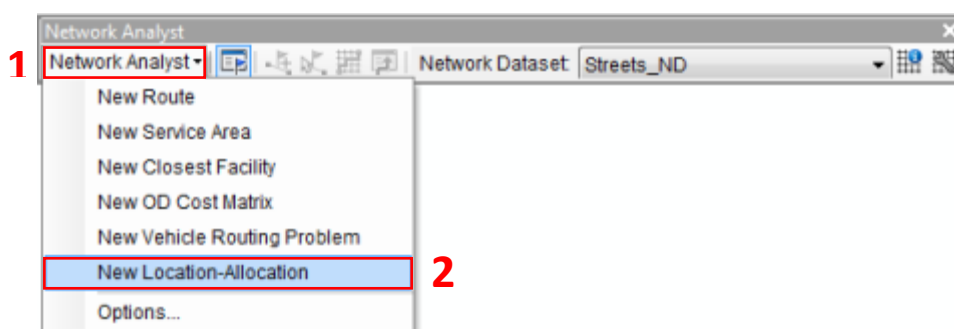 Network Analyst
1 Network Analyst Network Dataset: Streets_ND
New Route
New Service Area
New Closest Facility
New OD Cost Matrix
New Vehicle Routing Problem
New Location-Allocation 2
Options...